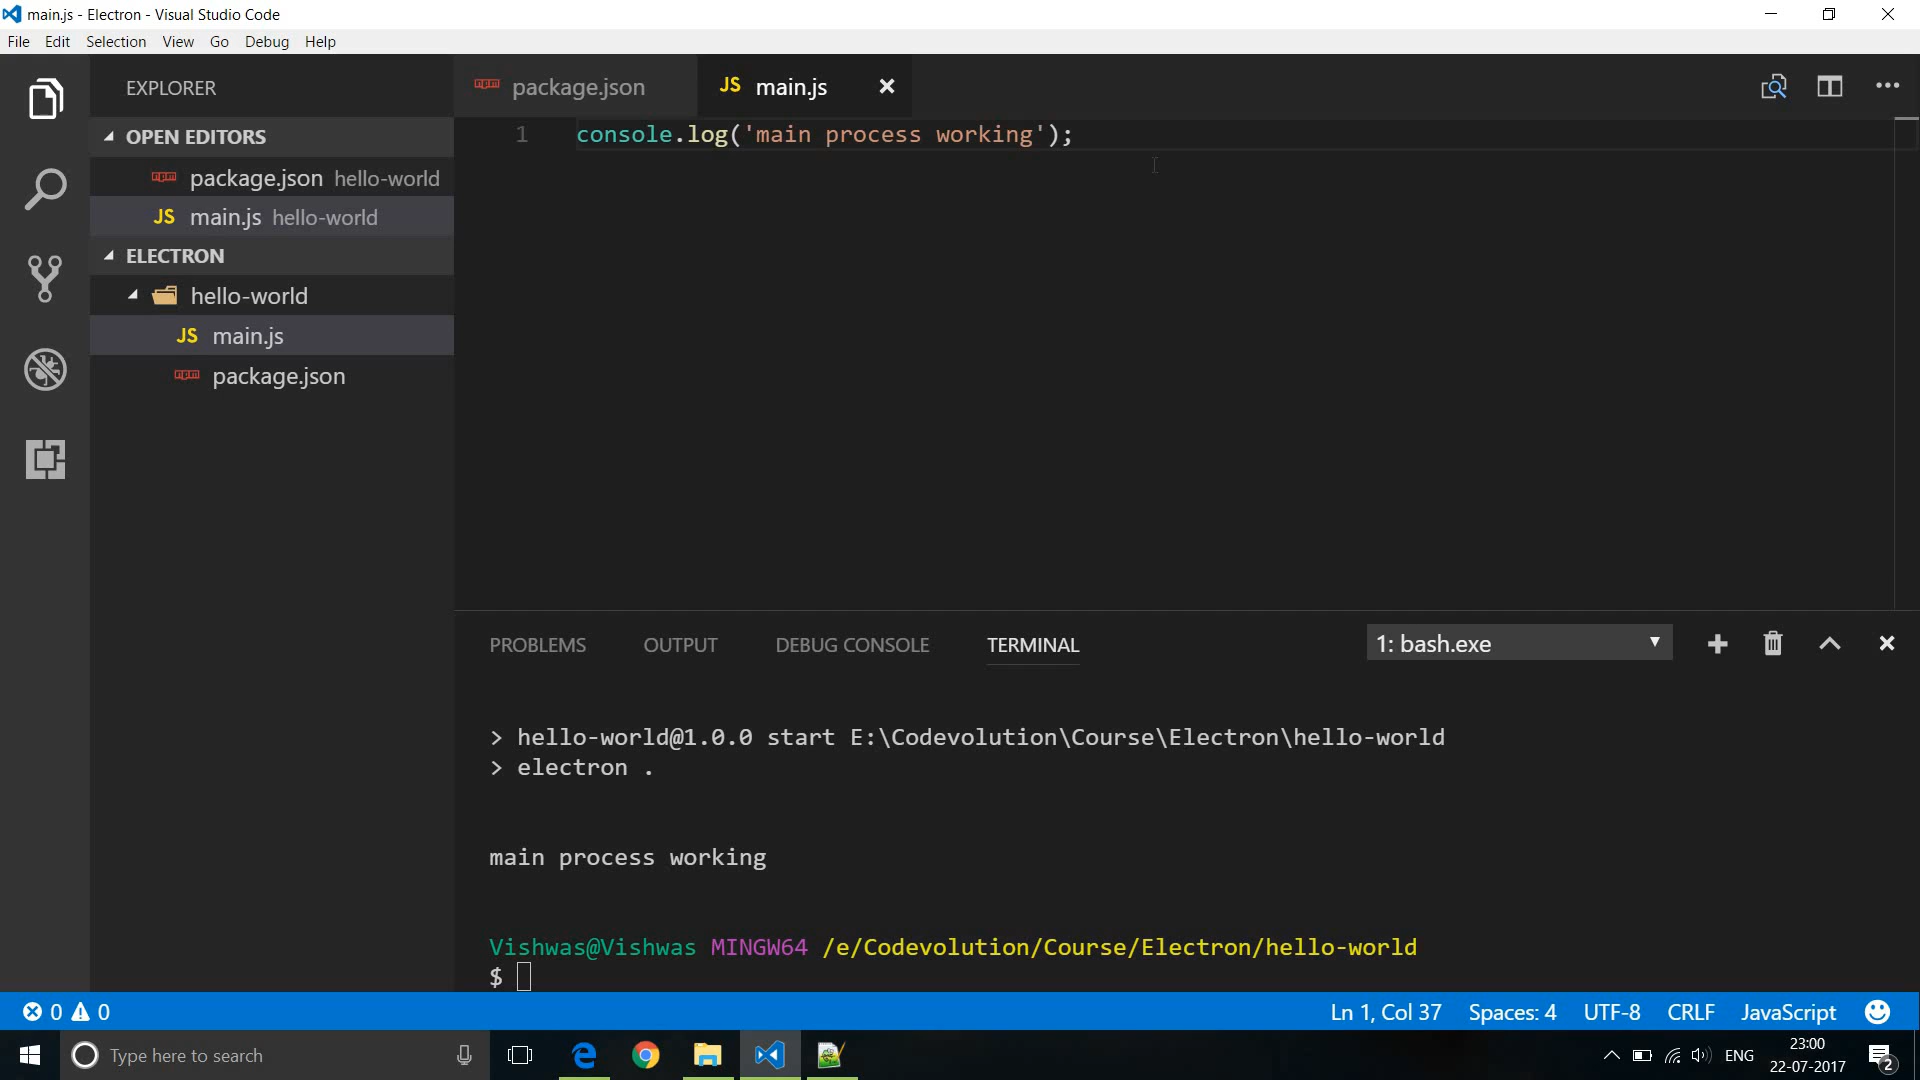 main.js - Electron - Visual Studio Code
File Edit Selection View Go Debug Help
EXPLORER
package.json
JS main.js
OPEN EDITORS
package.json hello-world
JS main.js hello-world
ELECTRON
hello-world
JS main.js
package.json
1 console.log('main process working');
PROBLEMS OUTPUT DEBUG CONSOLE TERMINAL
1: bash.exe
> hello-world@1.0.0 start E:\Codevolution\Course\Electron\hello-world
> electron .
main process working
Vishwas@Vishwas MINGW64 /e/Codevolution/Course/Electron/hello-world
$
0 0
Ln 1, Col 37 Spaces: 4 UTF-8 CRLF JavaScript
Type here to search
ENG
23:00
22-07-2017
2